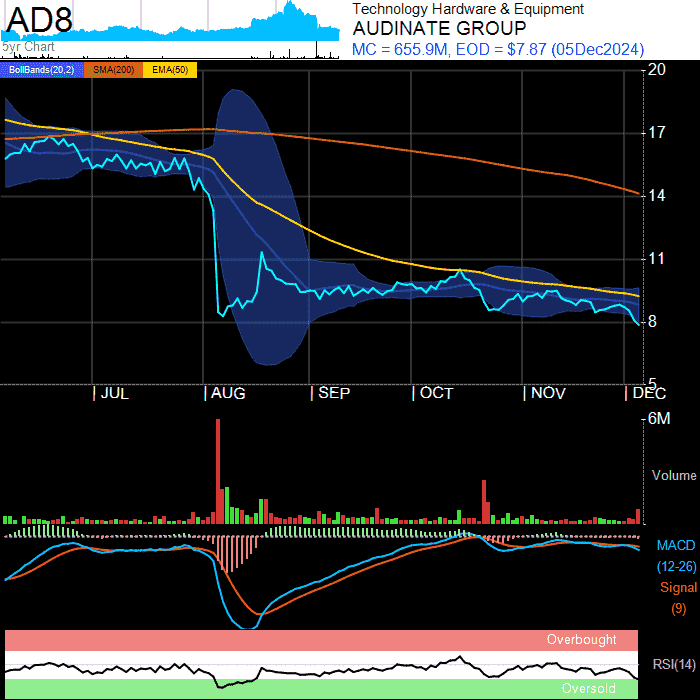 AD8
Technology Hardware & Equipment
AUDINATE GROUP
5yr Chart
MC = 655.9M, EOD = $7.87 (05Dec2024)
BollBands(20,2) SMA(200) EMA(50)
20
17
14
11
8
5
JUL AUG SEP OCT NOV DEC
6M
Volume
MACD
(12-26)
Signal
(9)
Overbought
RSI(14)
Oversold